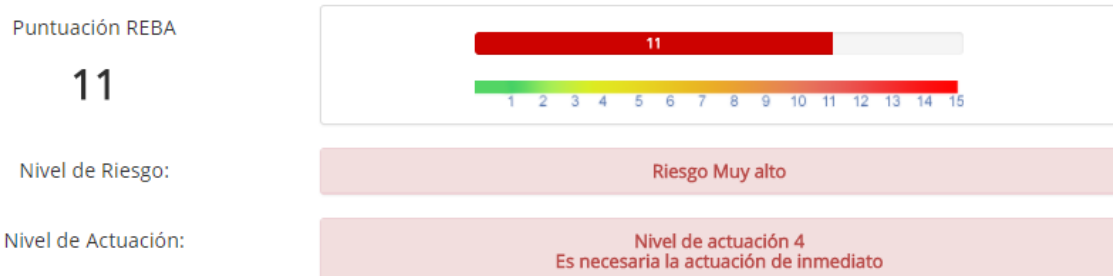 Puntuación REBA
11
11
1 2 3 4 5 6 7 8 9 10 11 12 13 14 15
Nivel de Riesgo:
Riesgo Muy alto
Nivel de Actuación:
Nivel de actuación 4
Es necesaria la actuación de inmediato